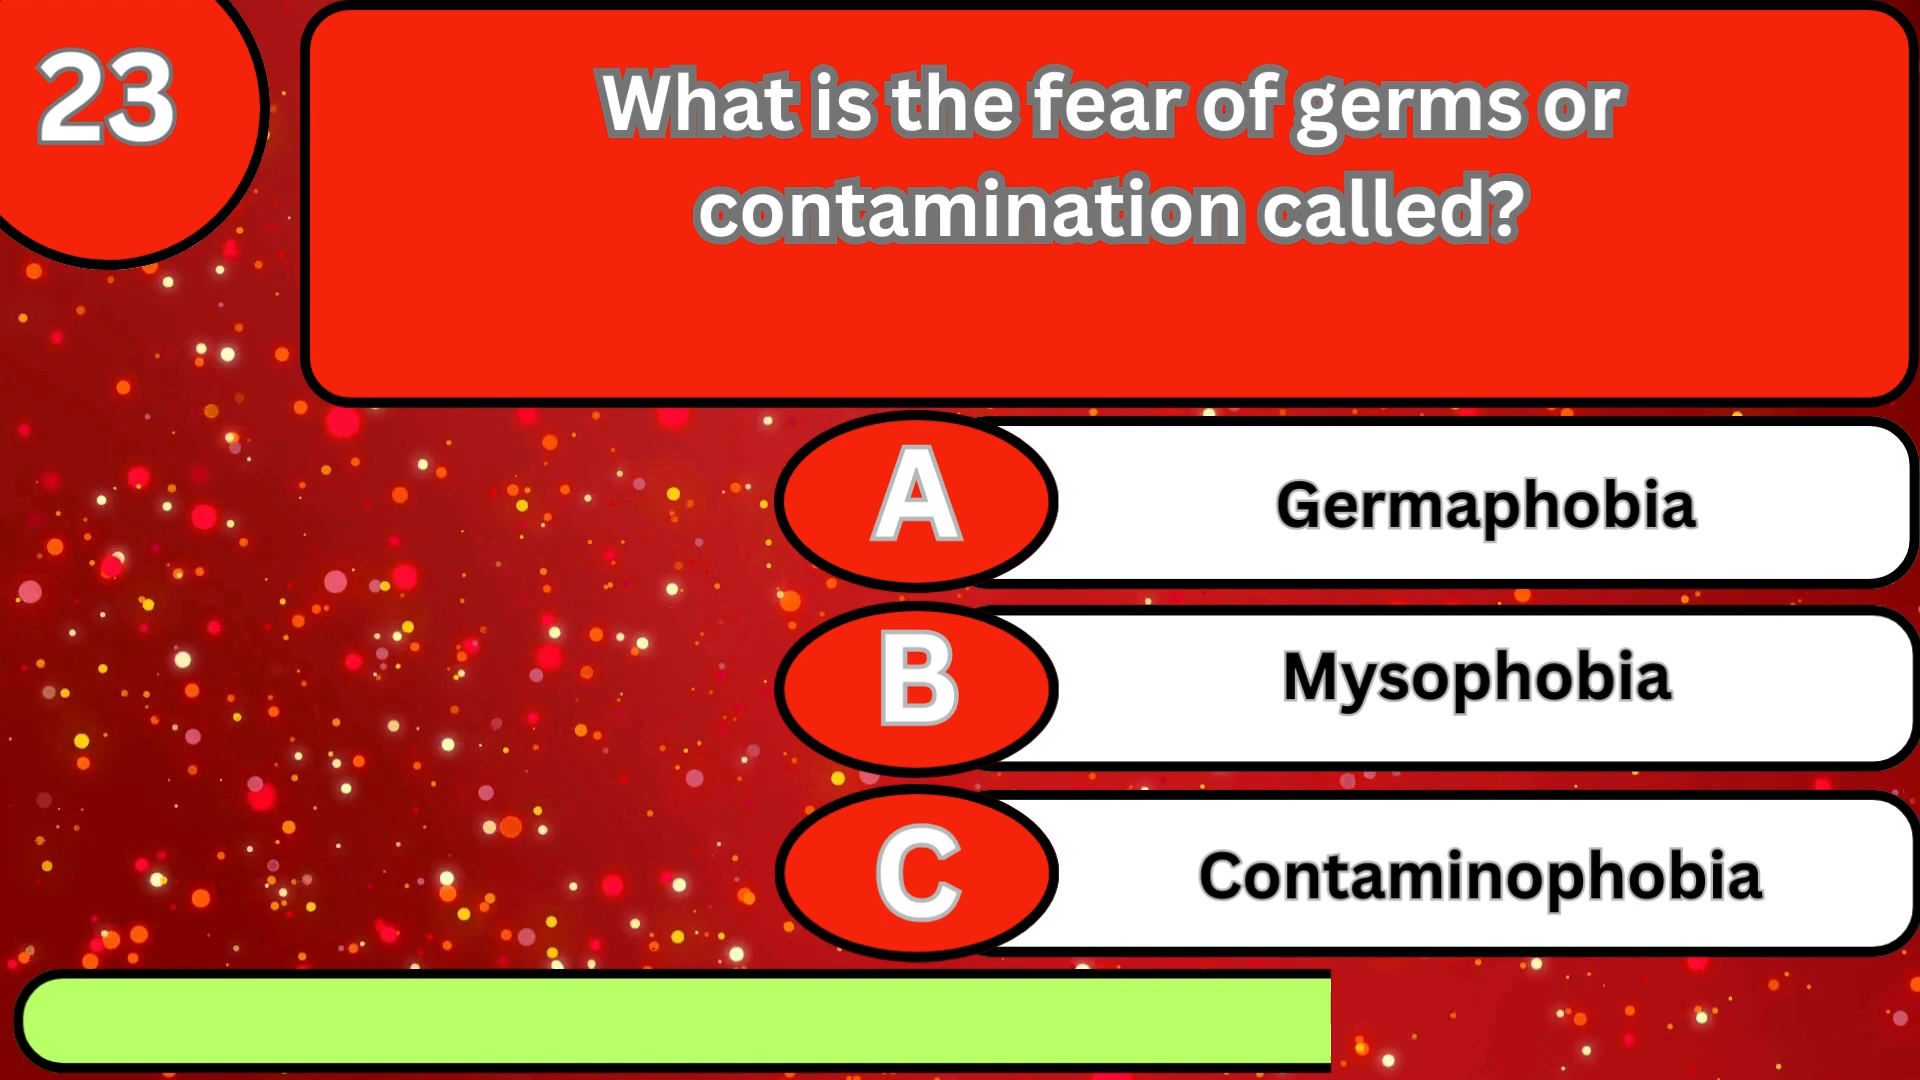 23
What is the fear of germs or
contamination called?
A
Germaphobia
B
Mysophobia
C
Contaminophobia